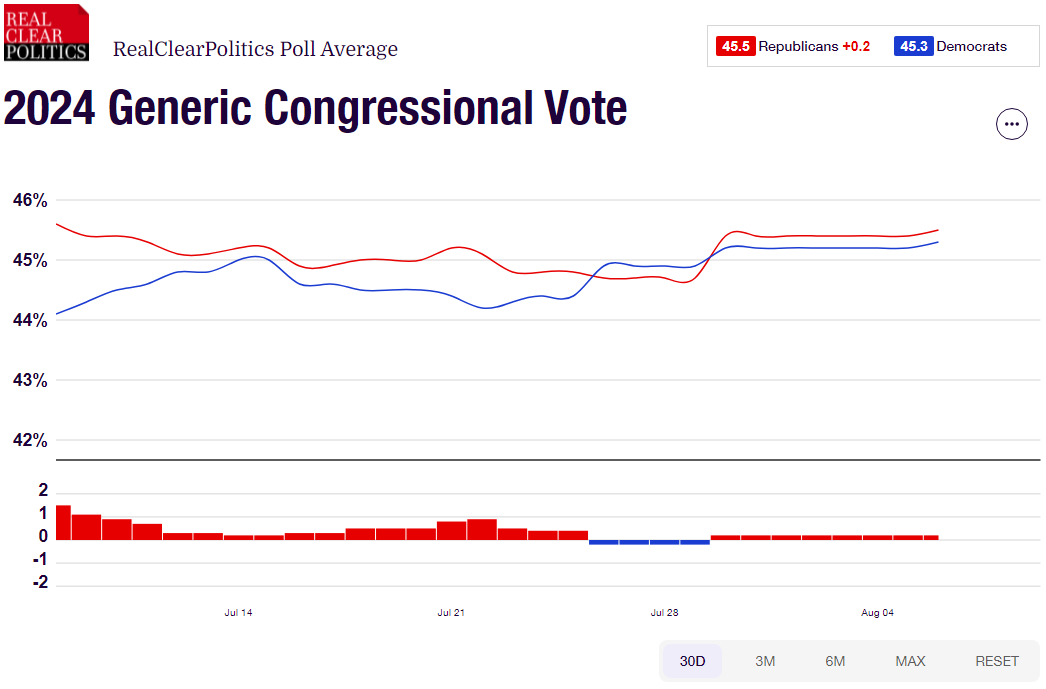 REAL
CLEAR
POLITICS
RealClearPolitics Poll Average
45.5 Republicans +0.2 45.3 Democrats
2024 Generic Congressional Vote
46%
45%
44%
43%
42%
2
1
0
-1
-2
Jul 14 Jul 21 Jul 28 Aug 04
30D 3M 6M MAX RESET